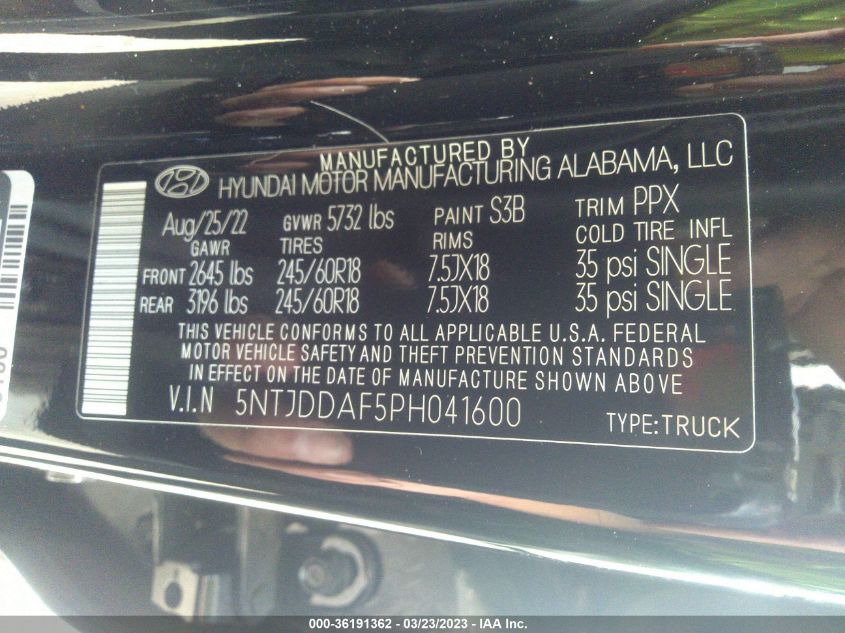 MANUFACTURED BY
HYUNDAI MOTOR MANUFACTURING ALABAMA, LLC
Aug/25/22 GVWR 5732 lbs PAINT S3B TRIM PPX
GAWR TIRES RIMS COLD TIRE INFL
FRONT 2645 lbs 245/60R18 7.5JX18 35 psi SINGLE
REAR 3196 lbs 245/60R18 7.5JX18 35 psi SINGLE
THIS VEHICLE CONFORMS TO ALL APPLICABLE U.S.A. FEDERAL
MOTOR VEHICLE SAFETY AND THEFT PREVENTION STANDARDS
IN EFFECT ON THE DATE OF MANUFACTURE SHOWN ABOVE.
V.I.N 5NTJDDAF5PH041600
TYPE:TRUCK
000-36191362 - 03/23/2023 - IAA Inc.